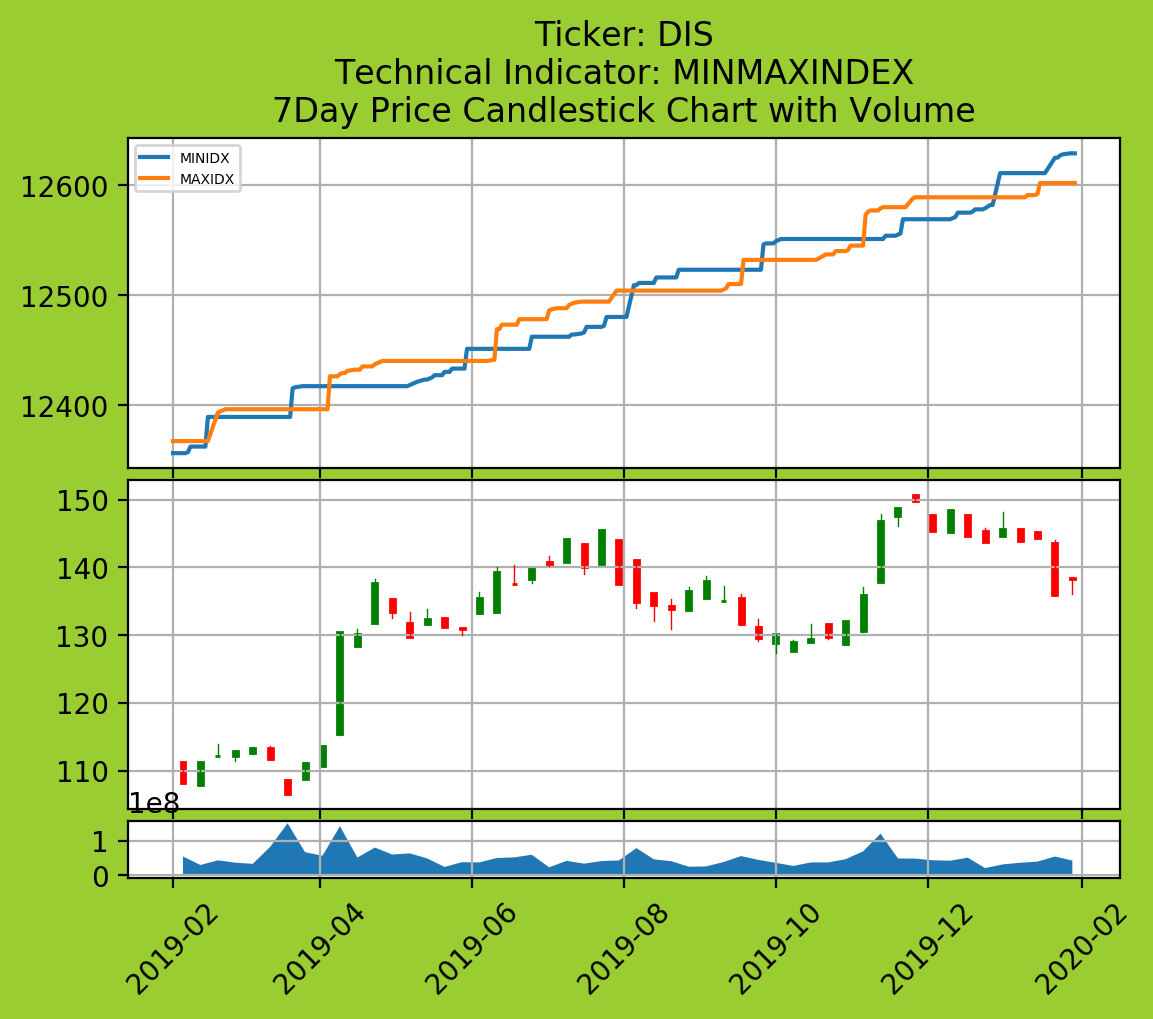 Ticker: DIS
Technical Indicator: MINMAXINDEX
7Day Price Candlestick Chart with Volume
MINIDX
MAXIDX
12600
12500
12400
150
140
130
120
110
1e8
1
0
2019-02
2019-04
2019-06
2019-08
2019-10
2019-12
2020-02